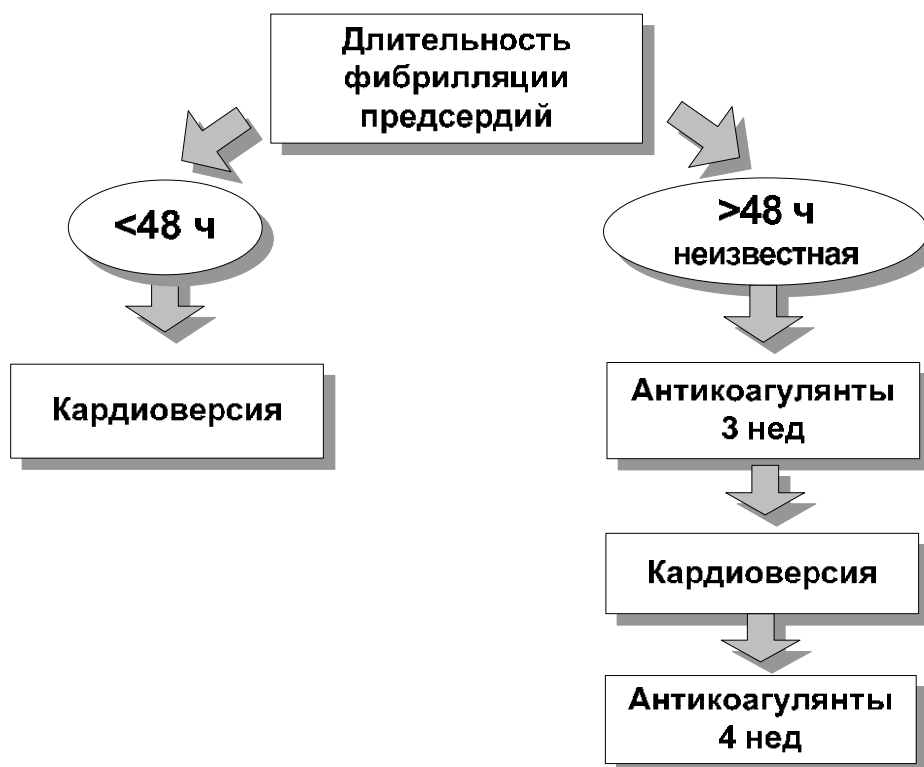 Длительность
фибрилляции
предсердий
<48 ч
>48 ч
неизвестная
Кардиоверсия
Антикоагулянты
3 нед
Кардиоверсия
Антикоагулянты
4 нед